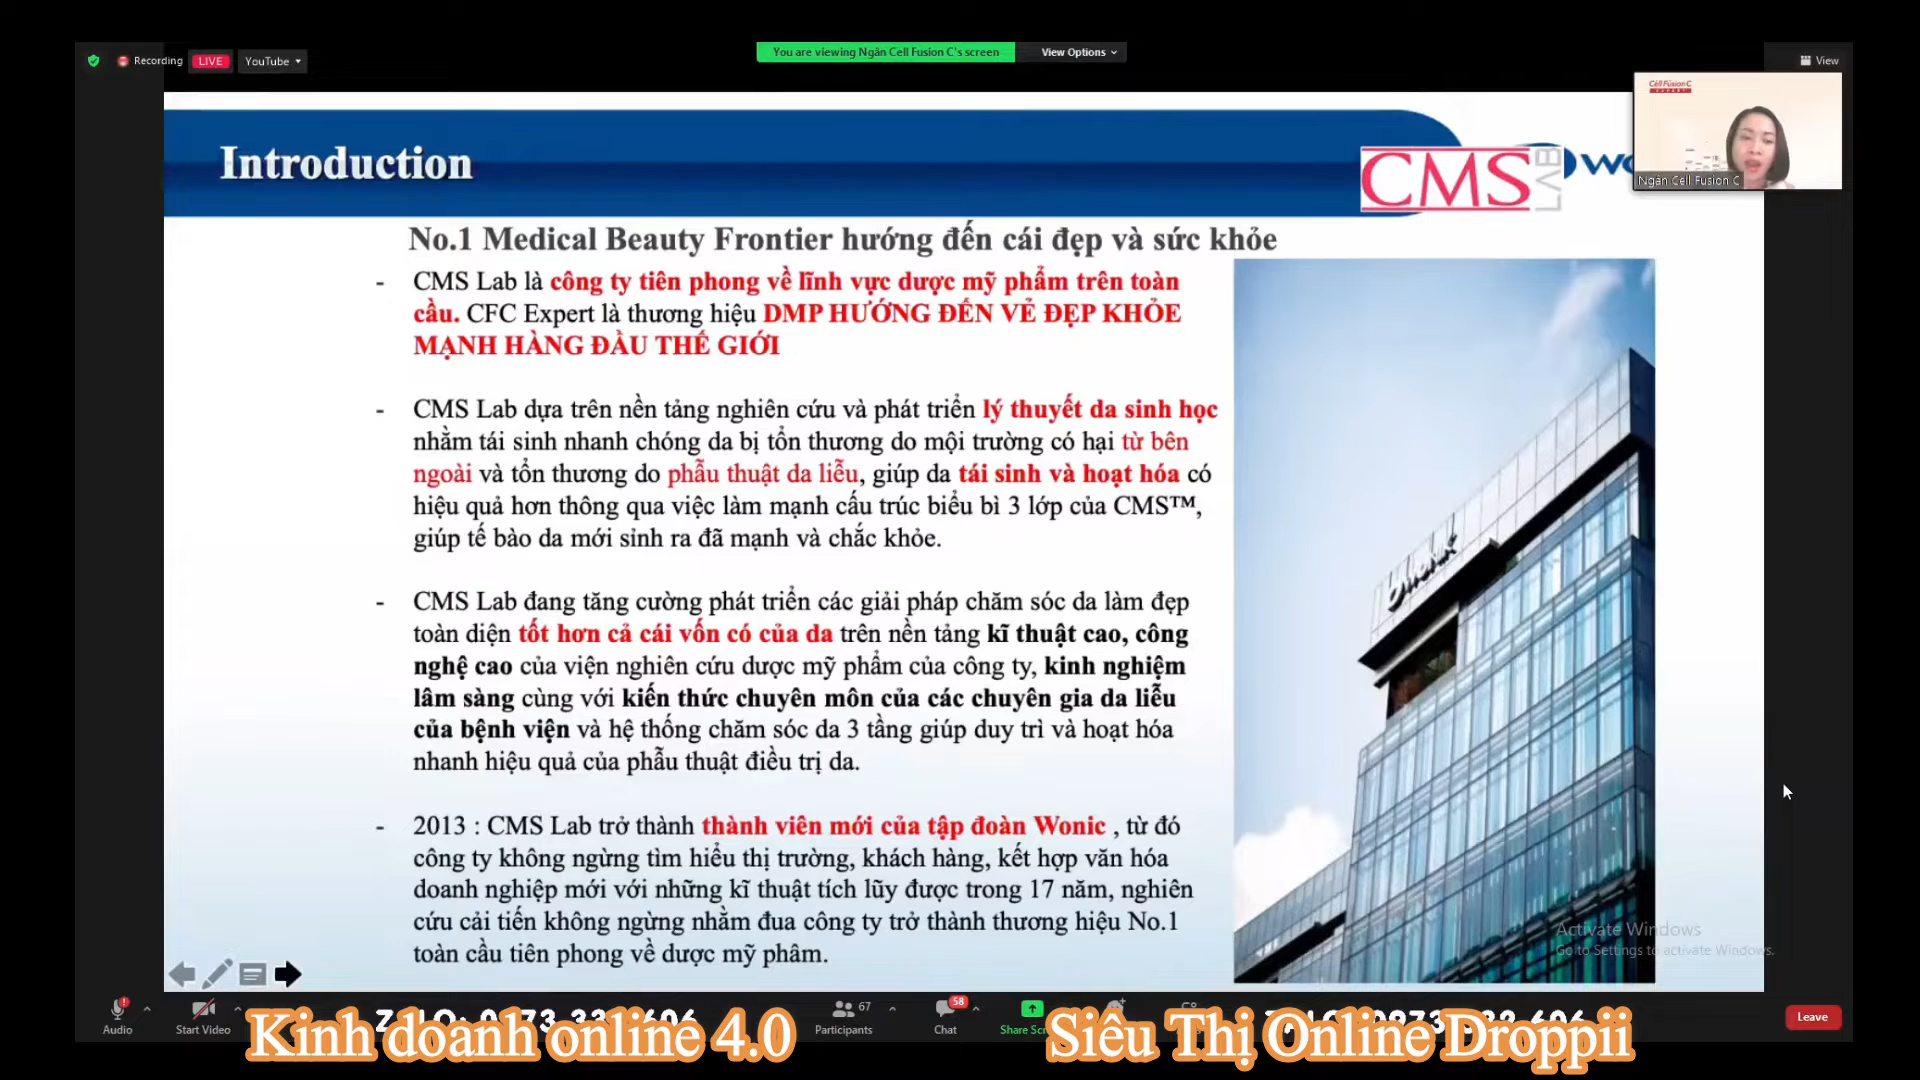 Recording
LIVE
YouTube
You are viewing Ngân Cell Fusion C's screen
View Options
View
Cell Fusion C
EXPERT
Ngân Cell Fusion C
Introduction
CMS LAB
No.1 Medical Beauty Frontier hướng đến cái đẹp và sức khỏe
- CMS Lab là công ty tiên phong về lĩnh vực dược mỹ phẩm trên toàn
cầu. CFC Expert là thương hiệu DMP HƯỚNG ĐẾN VẺ ĐẸP KHỎE
MẠNH HÀNG ĐẦU THẾ GIỚI
- CMS Lab dựa trên nền tảng nghiên cứu và phát triển lý thuyết da sinh học
nhằm tái sinh nhanh chóng da bị tổn thương do mội trường có hại từ bên
ngoài và tổn thương do phẫu thuật da liễu, giúp da tái sinh và hoạt hóa có
hiệu quả hơn thông qua việc làm mạnh cấu trúc biểu bì 3 lớp của CMS™,
giúp tế bào da mới sinh ra đã mạnh và chắc khỏe.
- CMS Lab đang tăng cường phát triển các giải pháp chăm sóc da làm đẹp
toàn diện tốt hơn cả cái vốn có của da trên nền tảng kĩ thuật cao, công
nghệ cao của viện nghiên cứu dược mỹ phẩm của công ty, kinh nghiệm
lâm sàng cùng với kiến thức chuyên môn của các chuyên gia da liễu
của bệnh viện và hệ thống chăm sóc da 3 tầng giúp duy trì và hoạt hóa
nhanh hiệu quả của phẫu thuật điều trị da.
- 2013 : CMS Lab trở thành thành viên mới của tập đoàn Wonic , từ đó
công ty không ngừng tìm hiểu thị trường, khách hàng, kết hợp văn hóa
doanh nghiệp mới với những kĩ thuật tích lũy được trong 17 năm, nghiên
cứu cải tiến không ngừng nhằm đua công ty trở thành thương hiệu No.1
toàn cầu tiên phong về dược mỹ phâm.
wonik
Activate Windows
Go to Settings to activate Windows.
Audio
Start Video
67
Participants
58
Chat
Leave
Kinh doanh online 4.0
Siêu Thị Online Droppii